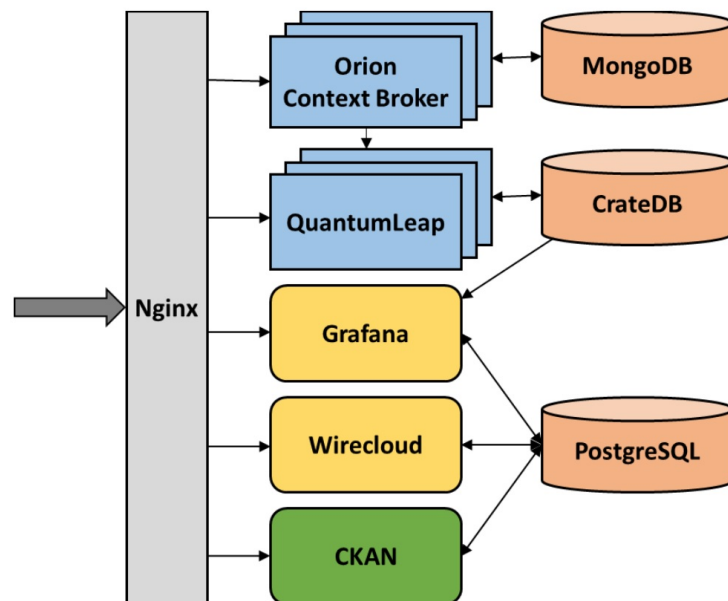 Orion
Context Broker
MongoDB
QuantumLeap
CrateDB
Nginx
Grafana
Wirecloud
PostgreSQL
CKAN